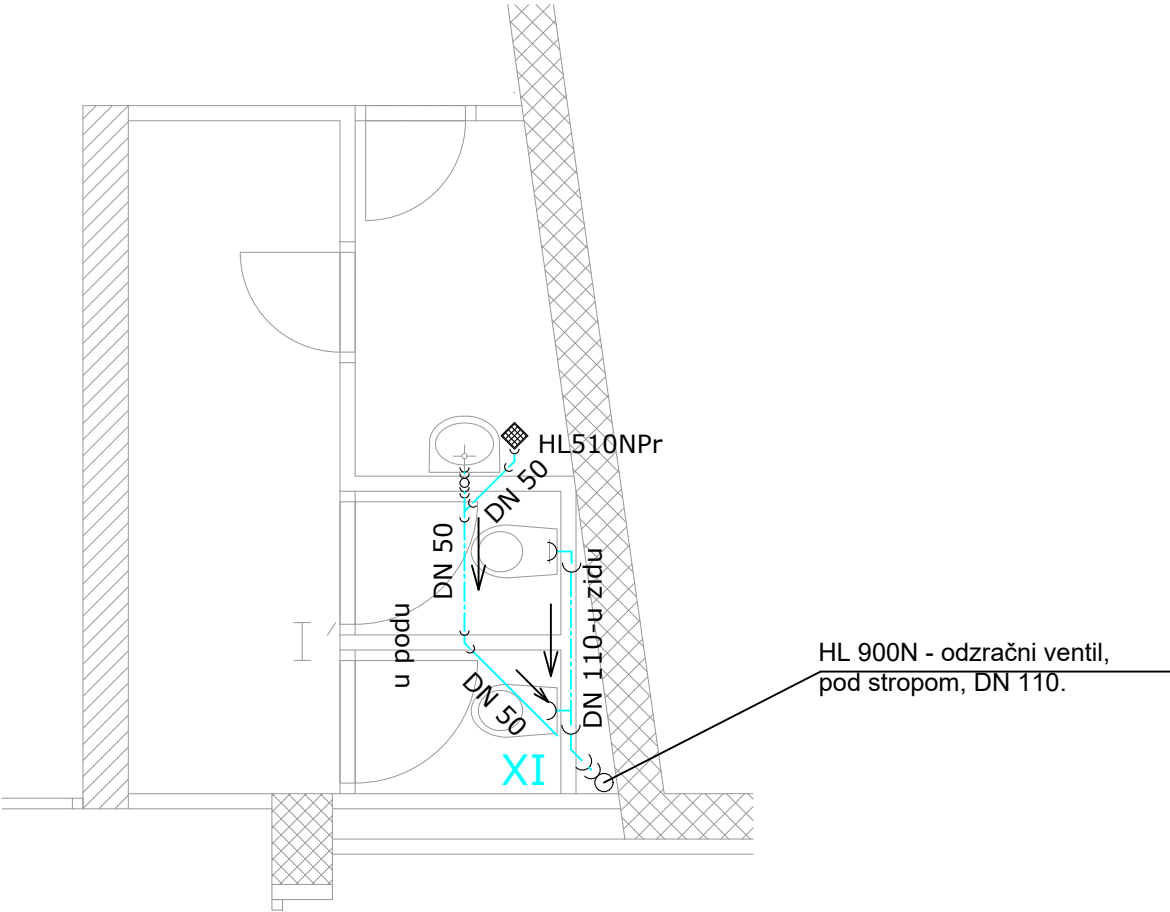 HL510NPr
DN 50
DN 50
u podu
DN 110-u zidu
DN 50
XI
HL 900N - odzračni ventil,
pod stropom, DN 110.